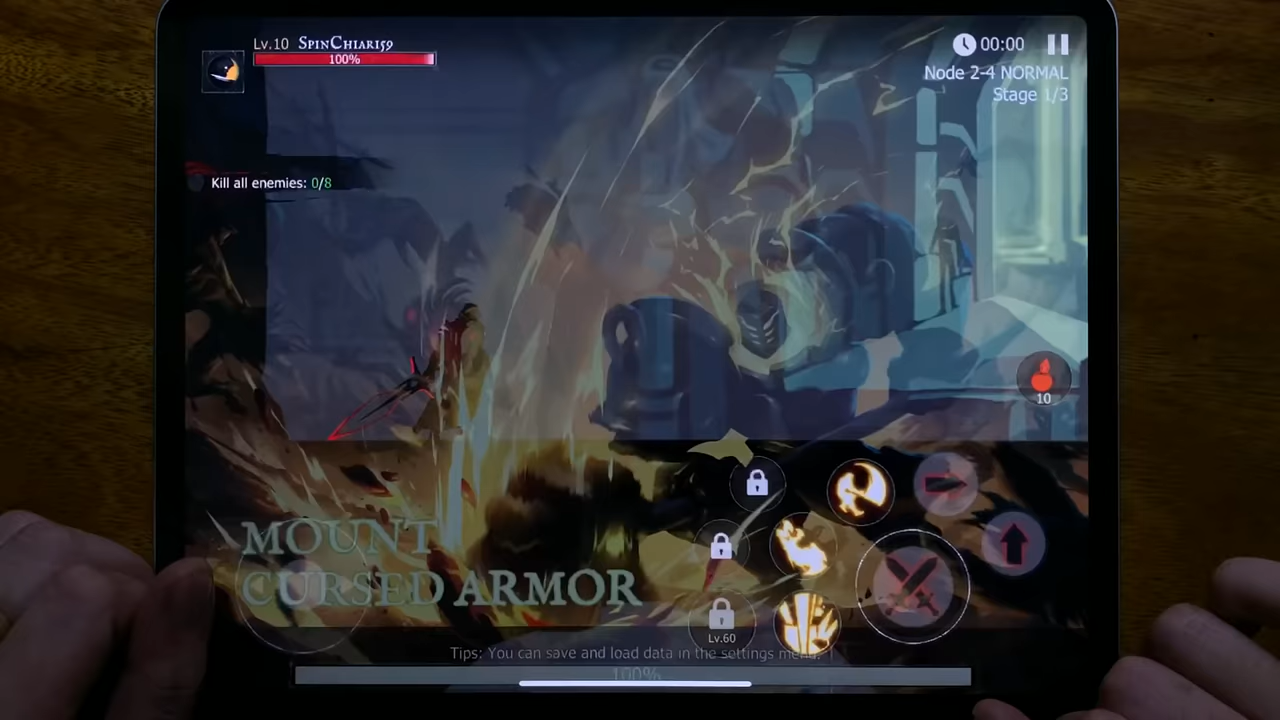 Lv.10 SpinChiari59
100%
00:00
Node 2-4 NORMAL
Stage 1/3
Kill all enemies: 0/8
10
MOUNT
CURSED ARMOR
Lv.60
Tips: You can save and load data in the settings menu.
100%